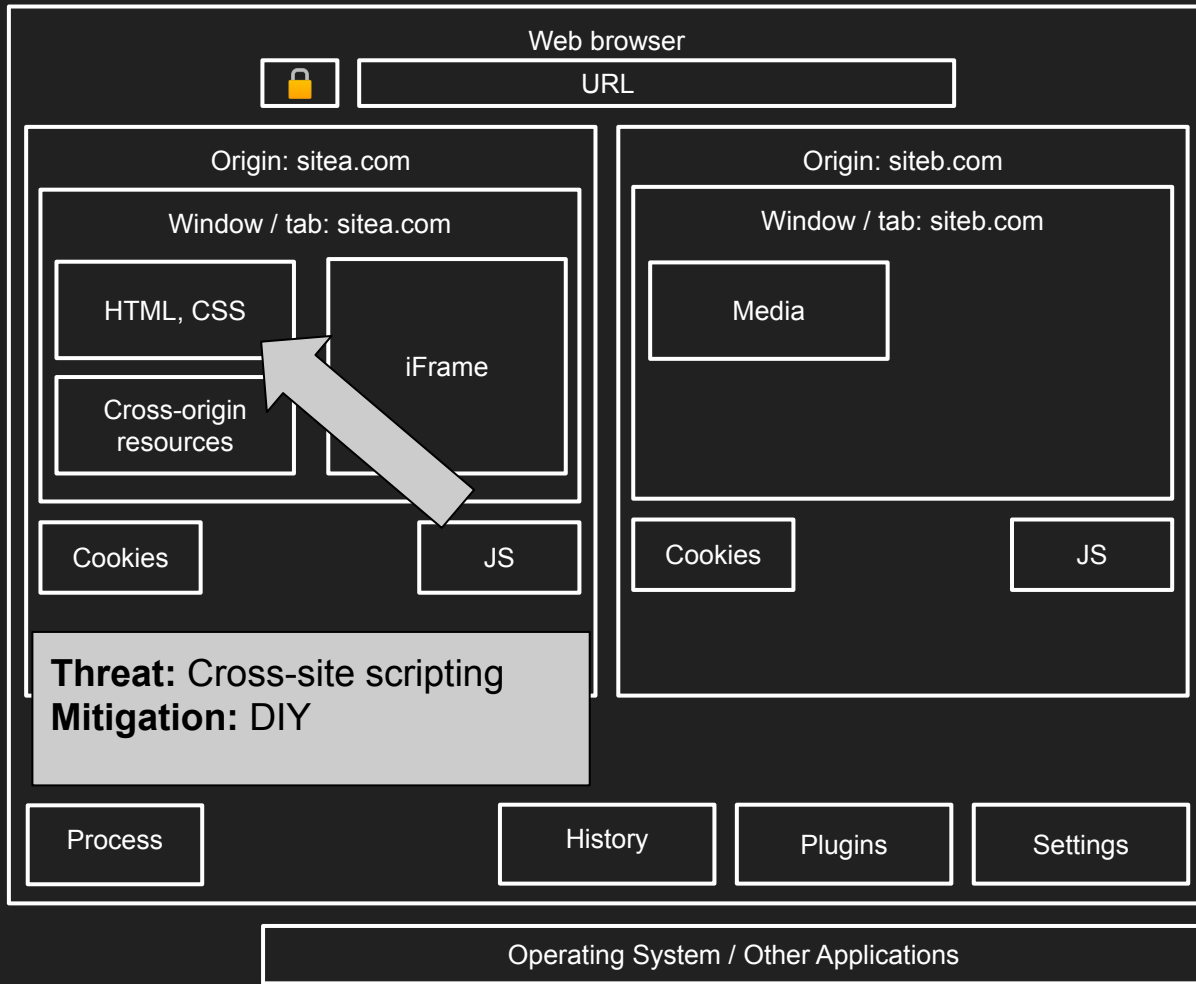 Web browser
🔒
URL
Origin: sitea.com
Window / tab: sitea.com
HTML, CSS
iFrame
Cross-origin
resources
Cookies
JS
Threat: Cross-site scripting
Mitigation: DIY
Origin: siteb.com
Window / tab: siteb.com
Media
Cookies
JS
Process
History
Plugins
Settings
Operating System / Other Applications